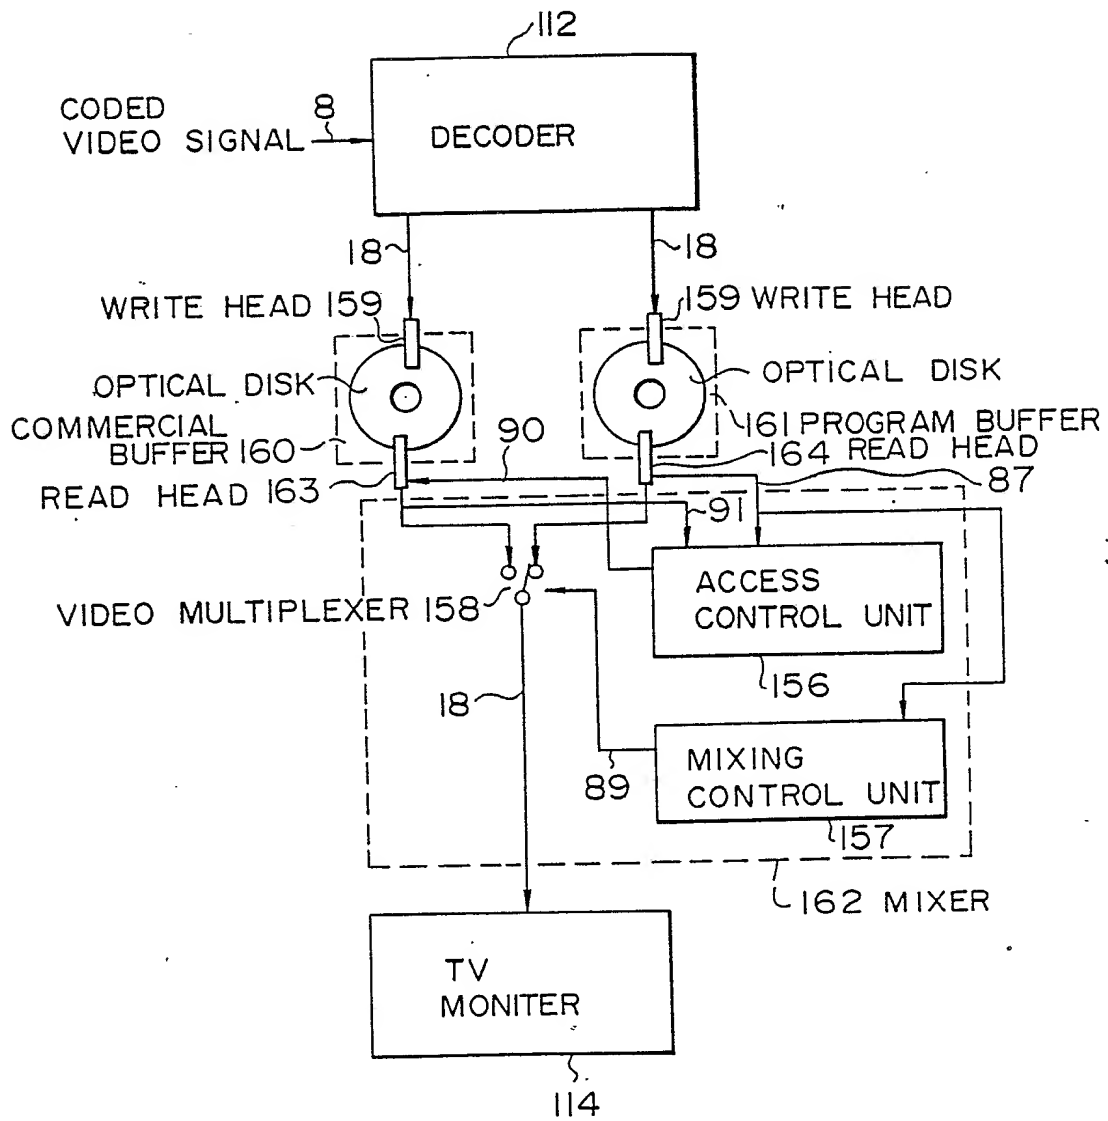 112
CODED
VIDEO SIGNAL
8
DECODER
18
18
WRITE HEAD 159
159 WRITE HEAD
OPTICAL DISK
OPTICAL DISK
COMMERCIAL
BUFFER 160
90
161 PROGRAM BUFFER
164 READ HEAD
READ HEAD 163
87
91
ACCESS
CONTROL UNIT
VIDEO MULTIPLEXER 158
156
18
MIXING
CONTROL UNIT
89
157
162 MIXER
TV
MONITER
114